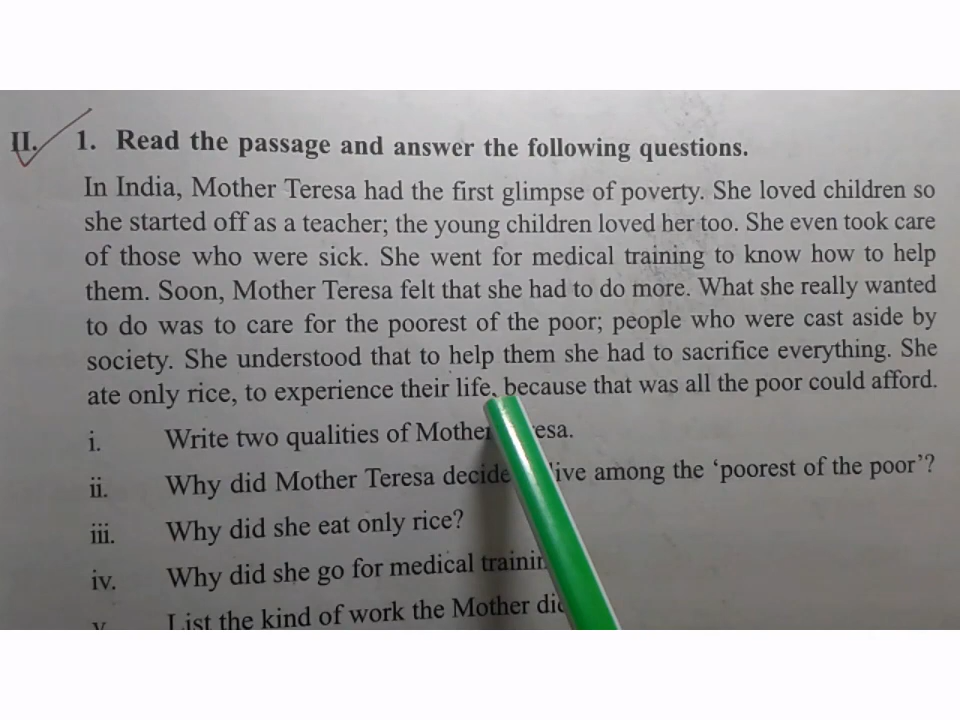 II. 1. Read the passage and answer the following questions.
In India, Mother Teresa had the first glimpse of poverty. She loved children so
she started off as a teacher; the young children loved her too. She even took care
of those who were sick. She went for medical training to know how to help
them. Soon, Mother Teresa felt that she had to do more. What she really wanted
to do was to care for the poorest of the poor; people who were cast aside by
society. She understood that to help them she had to sacrifice everything. She
ate only rice, to experience their life, because that was all the poor could afford.
i. Write two qualities of Mother esa.
ii. Why did Mother Teresa decide live among the ‘poorest of the poor’?
iii. Why did she eat only rice?
iv. Why did she go for medical trainin
v. List the kind of work the Mother did